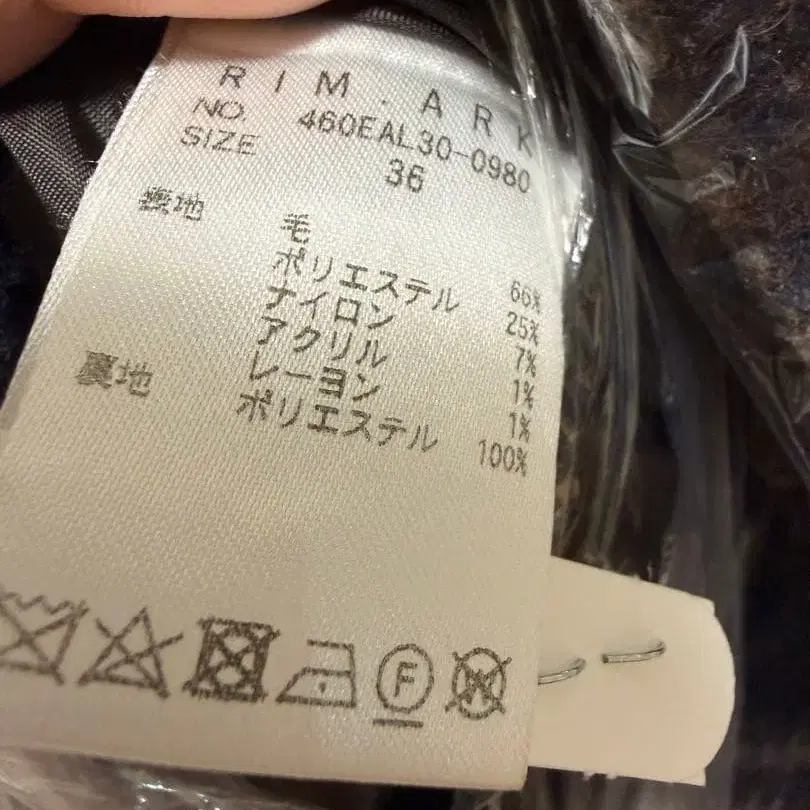 RIM.ARK
NO. 460EAL30-0980
SIZE 36
表地 毛 66%
ポリエステル 25%
ナイロン 7%
アクリル 1%
レーヨン 1%
裏地 ポリエステル 100%
F
W